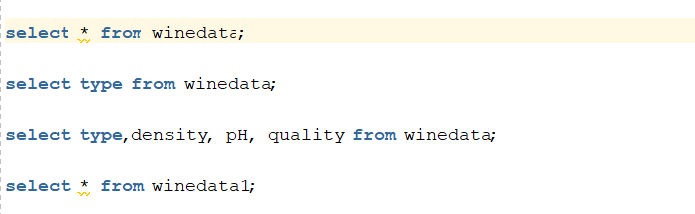 select * from winedata;
select type from winedata;
select type,density, pH, quality from winedata;
select * from winedata1;